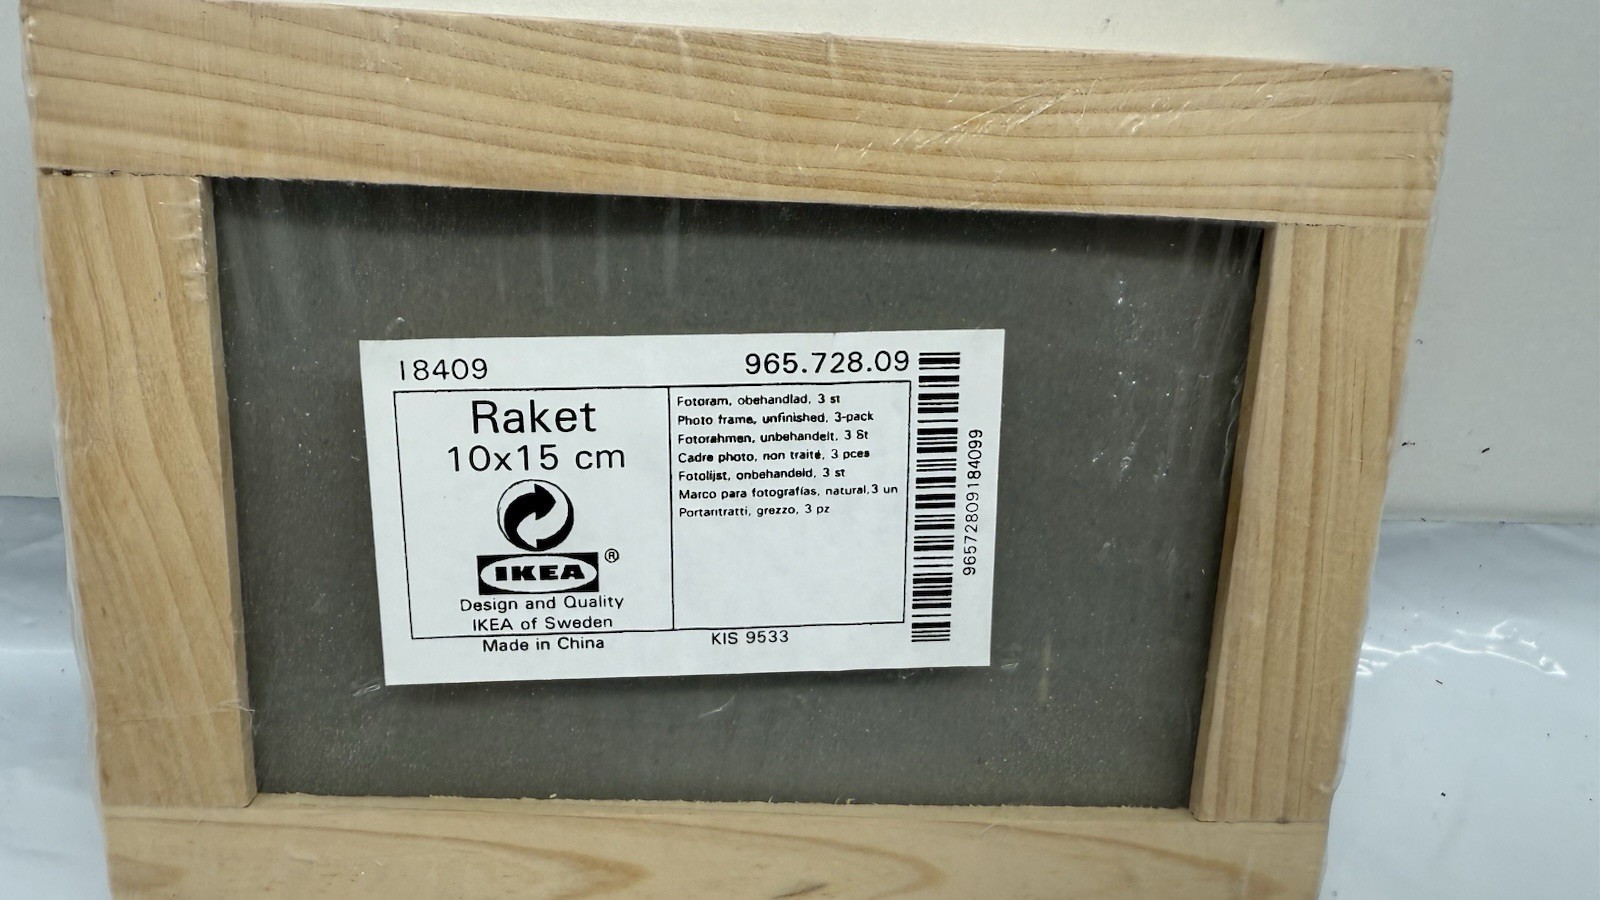 18409
965.728.09
Raket
10x15 cm
IKEA ®
Design and Quality
IKEA of Sweden
Made in China
Fotoram, obehandlad, 3 st
Photo frame, unfinished, 3-pack
Fotorahmen, unbehandelt, 3 St
Cadre photo, non traité, 3 pces
Fotolijst, onbehandeld, 3 st
Marco para fotografías, natural,3 un
Portaritratti, grezzo, 3 pz
KIS 9533
96572809184099